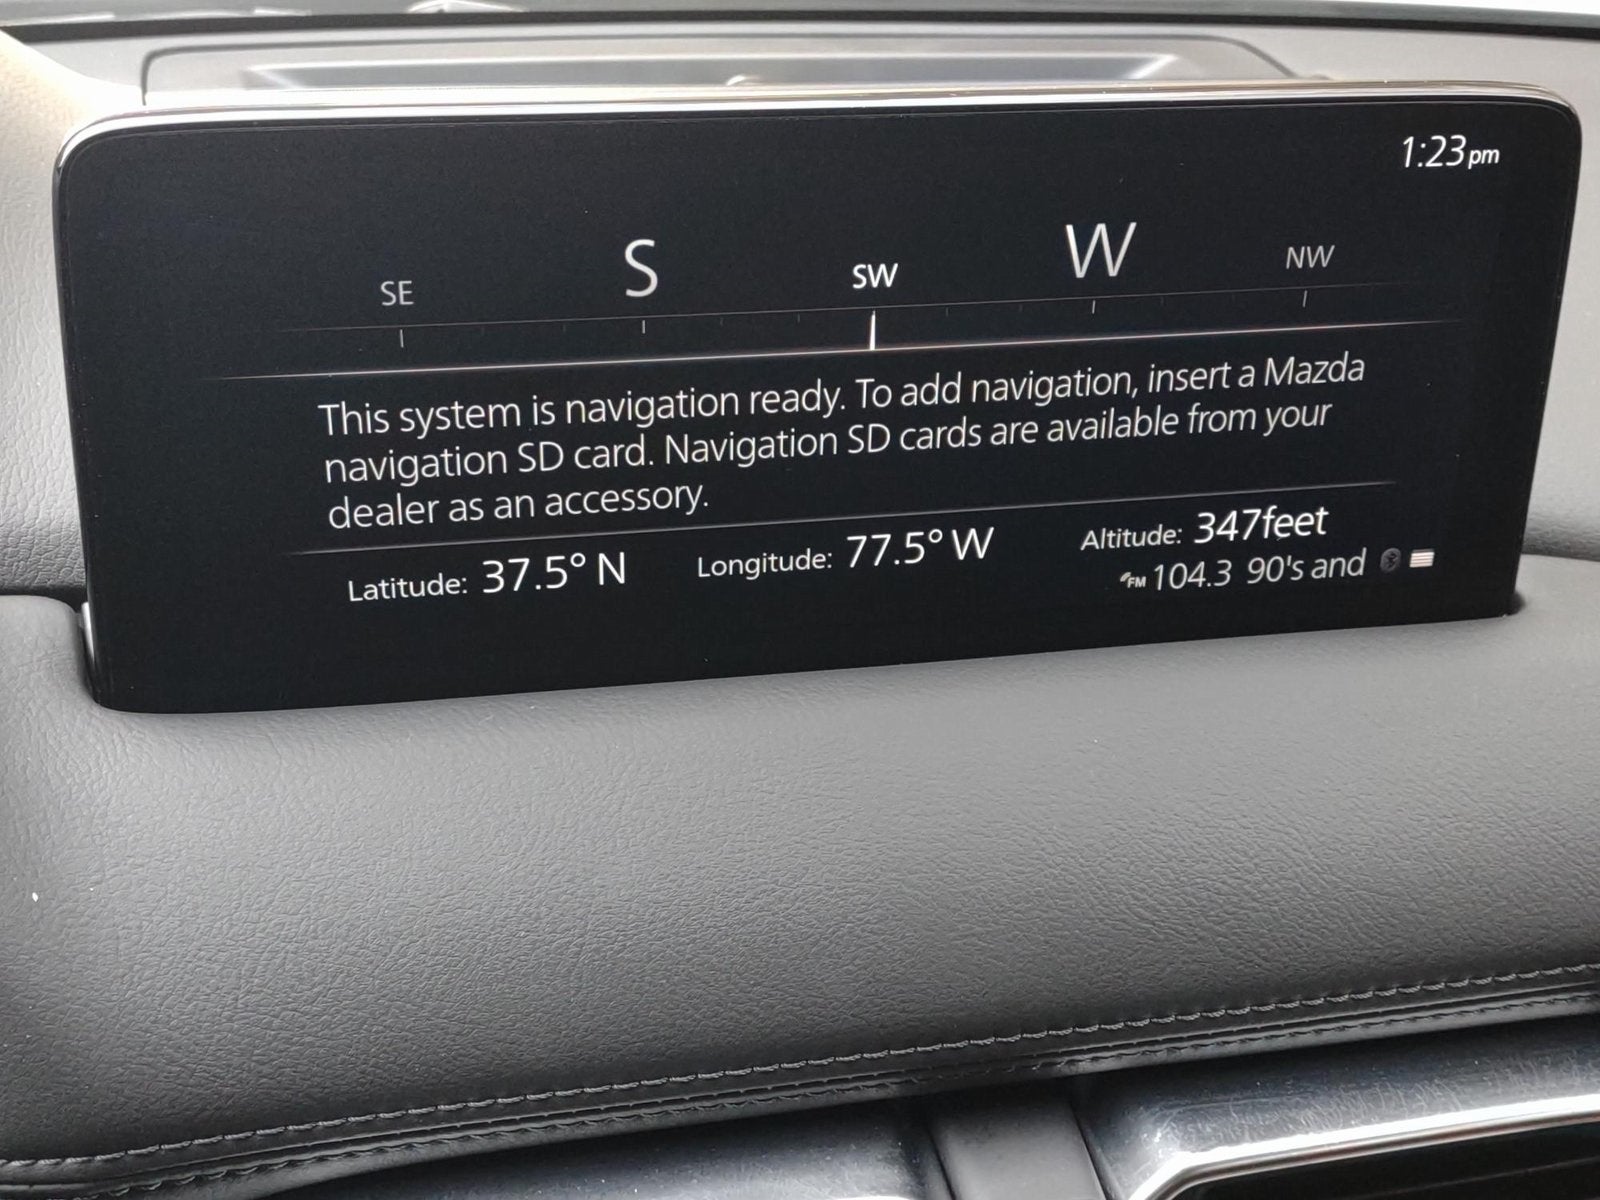 1:23pm
SE S SW W NW
This system is navigation ready. To add navigation, insert a Mazda
navigation SD card. Navigation SD cards are available from your
dealer as an accessory.
Latitude: 37.5° N Longitude: 77.5° W Altitude: 347feet
FM 104.3 90's and